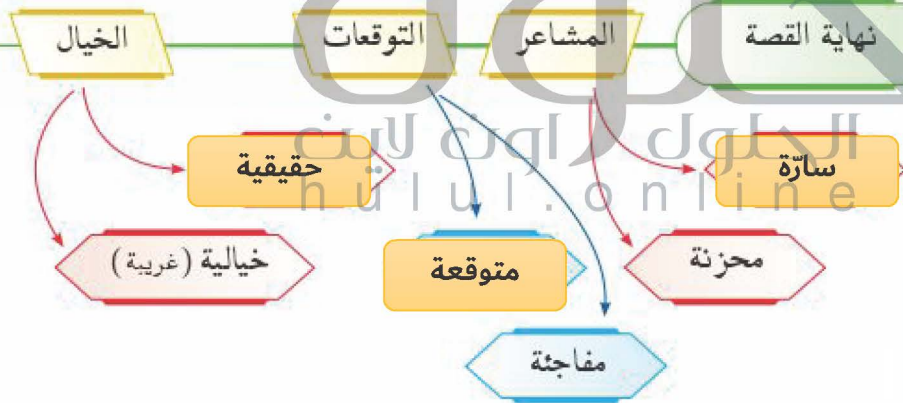 نهاية القصة
المشاعر
التوقعات
الخيال
سارّة
حقيقية
محزنة
متوقعة
خيالية (غريبة)
مفاجئة
الحلول اون لاين
hulul.online